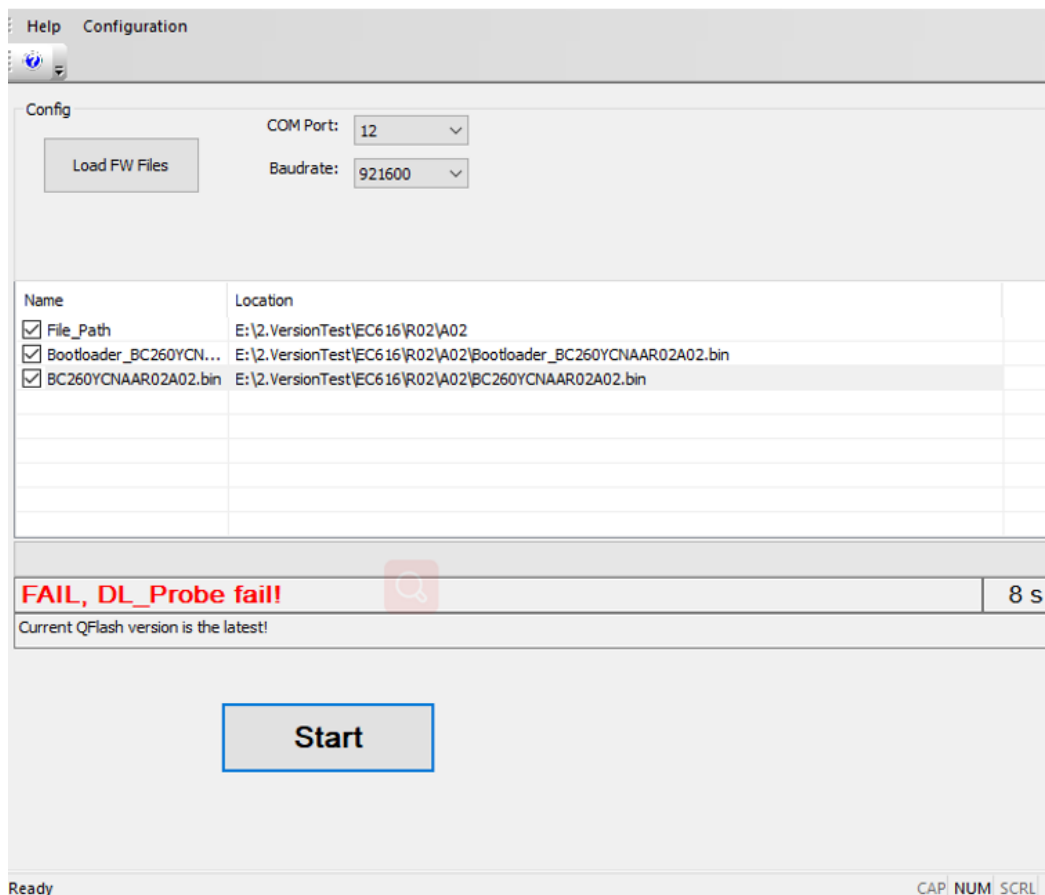 Help Configuration
Config
Load FW Files
COM Port: 12
Baudrate: 921600
Name Location
File_Path E:\2.VersionTest\EC616\R02\A02
Bootloader_BC260YCN... E:\2.VersionTest\EC616\R02\A02\Bootloader_BC260YCNAAR02A02.bin
BC260YCNAAR02A02.bin E:\2.VersionTest\EC616\R02\A02\BC260YCNAAR02A02.bin
FAIL, DL_Probe fail! 8 s
Current QFlash version is the latest!
Start
Ready CAP NUM SCRL